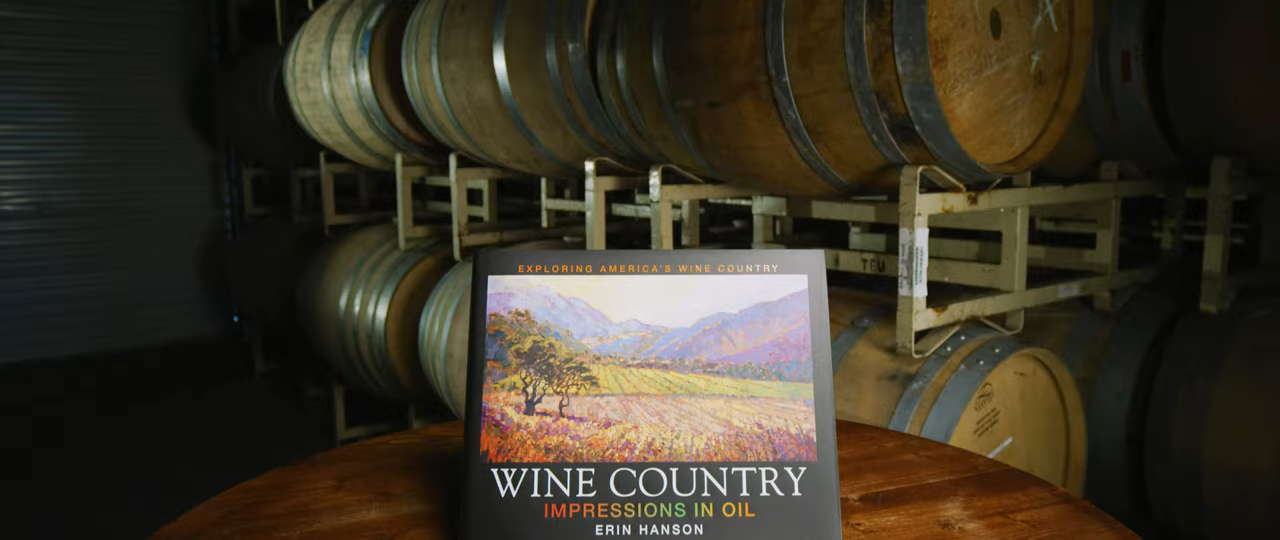 EXPLORING AMERICA'S WINE COUNTRY
WINE COUNTRY
IMPRESSIONS IN OIL
ERIN HANSON